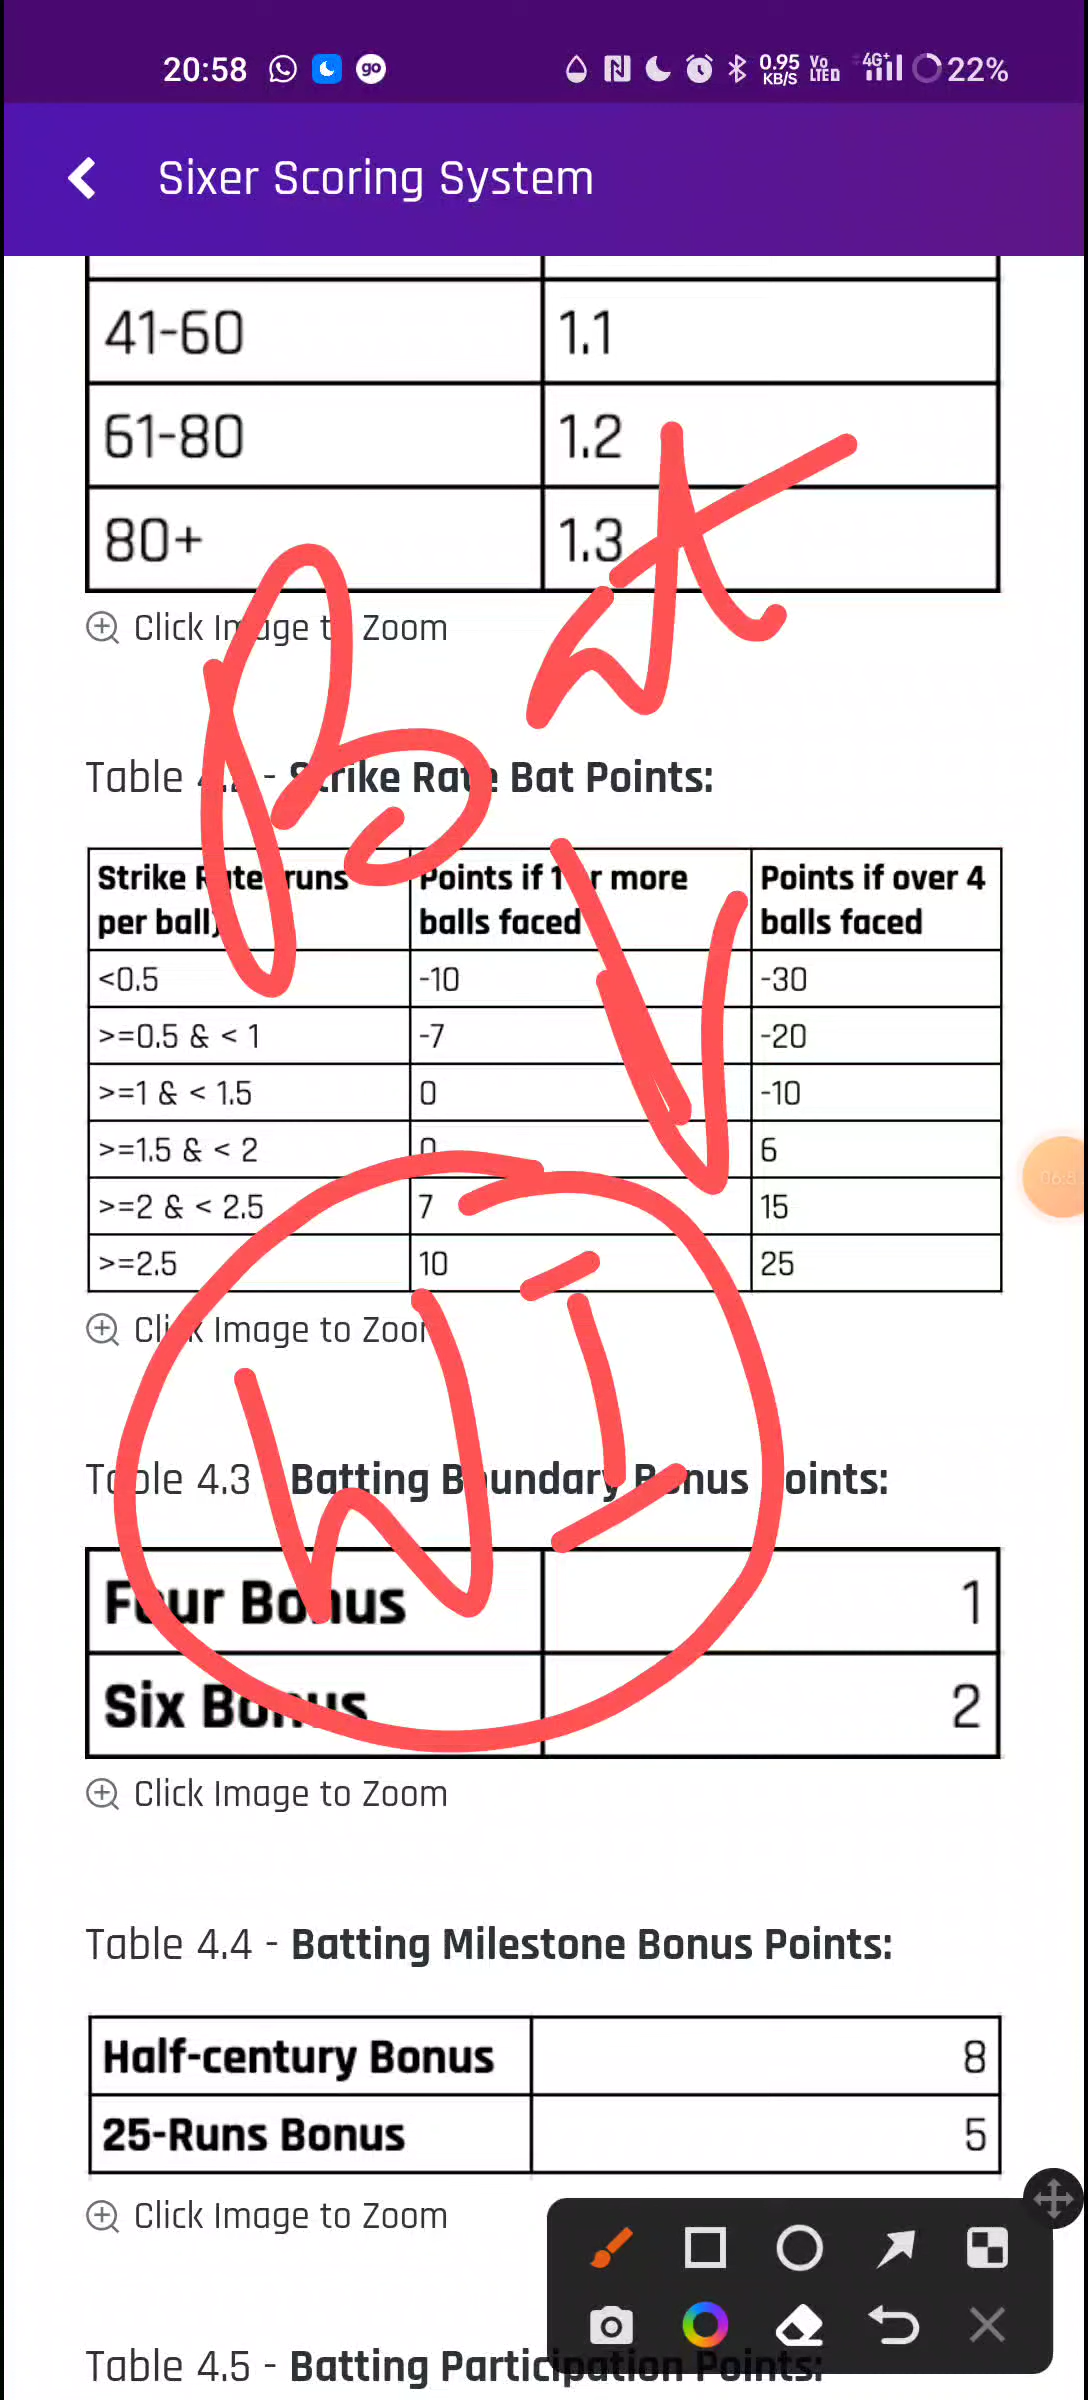 20:58 go 0.95 KB/S Vo LTED 4G+ 22%
Sixer Scoring System
41-60 1.1
61-80 1.2
80+ 1.3
Click Image to Zoom
Table 4.2 - Strike Rate Bat Points:
Strike Rate(runs per ball) Points if 1 or more balls faced Points if over 4 balls faced
<0.5 -10 -30
>=0.5 & < 1 -7 -20
>=1 & < 1.5 0 -10
>=1.5 & < 2 0 6
>=2 & < 2.5 7 15
>=2.5 10 25
Click Image to Zoom
Table 4.3 - Batting Boundary Bonus Points:
Four Bonus 1
Six Bonus 2
Click Image to Zoom
Table 4.4 - Batting Milestone Bonus Points:
Half-century Bonus 8
25-Runs Bonus 5
Click Image to Zoom
Table 4.5 - Batting Participation Points:
Bat
V
WI